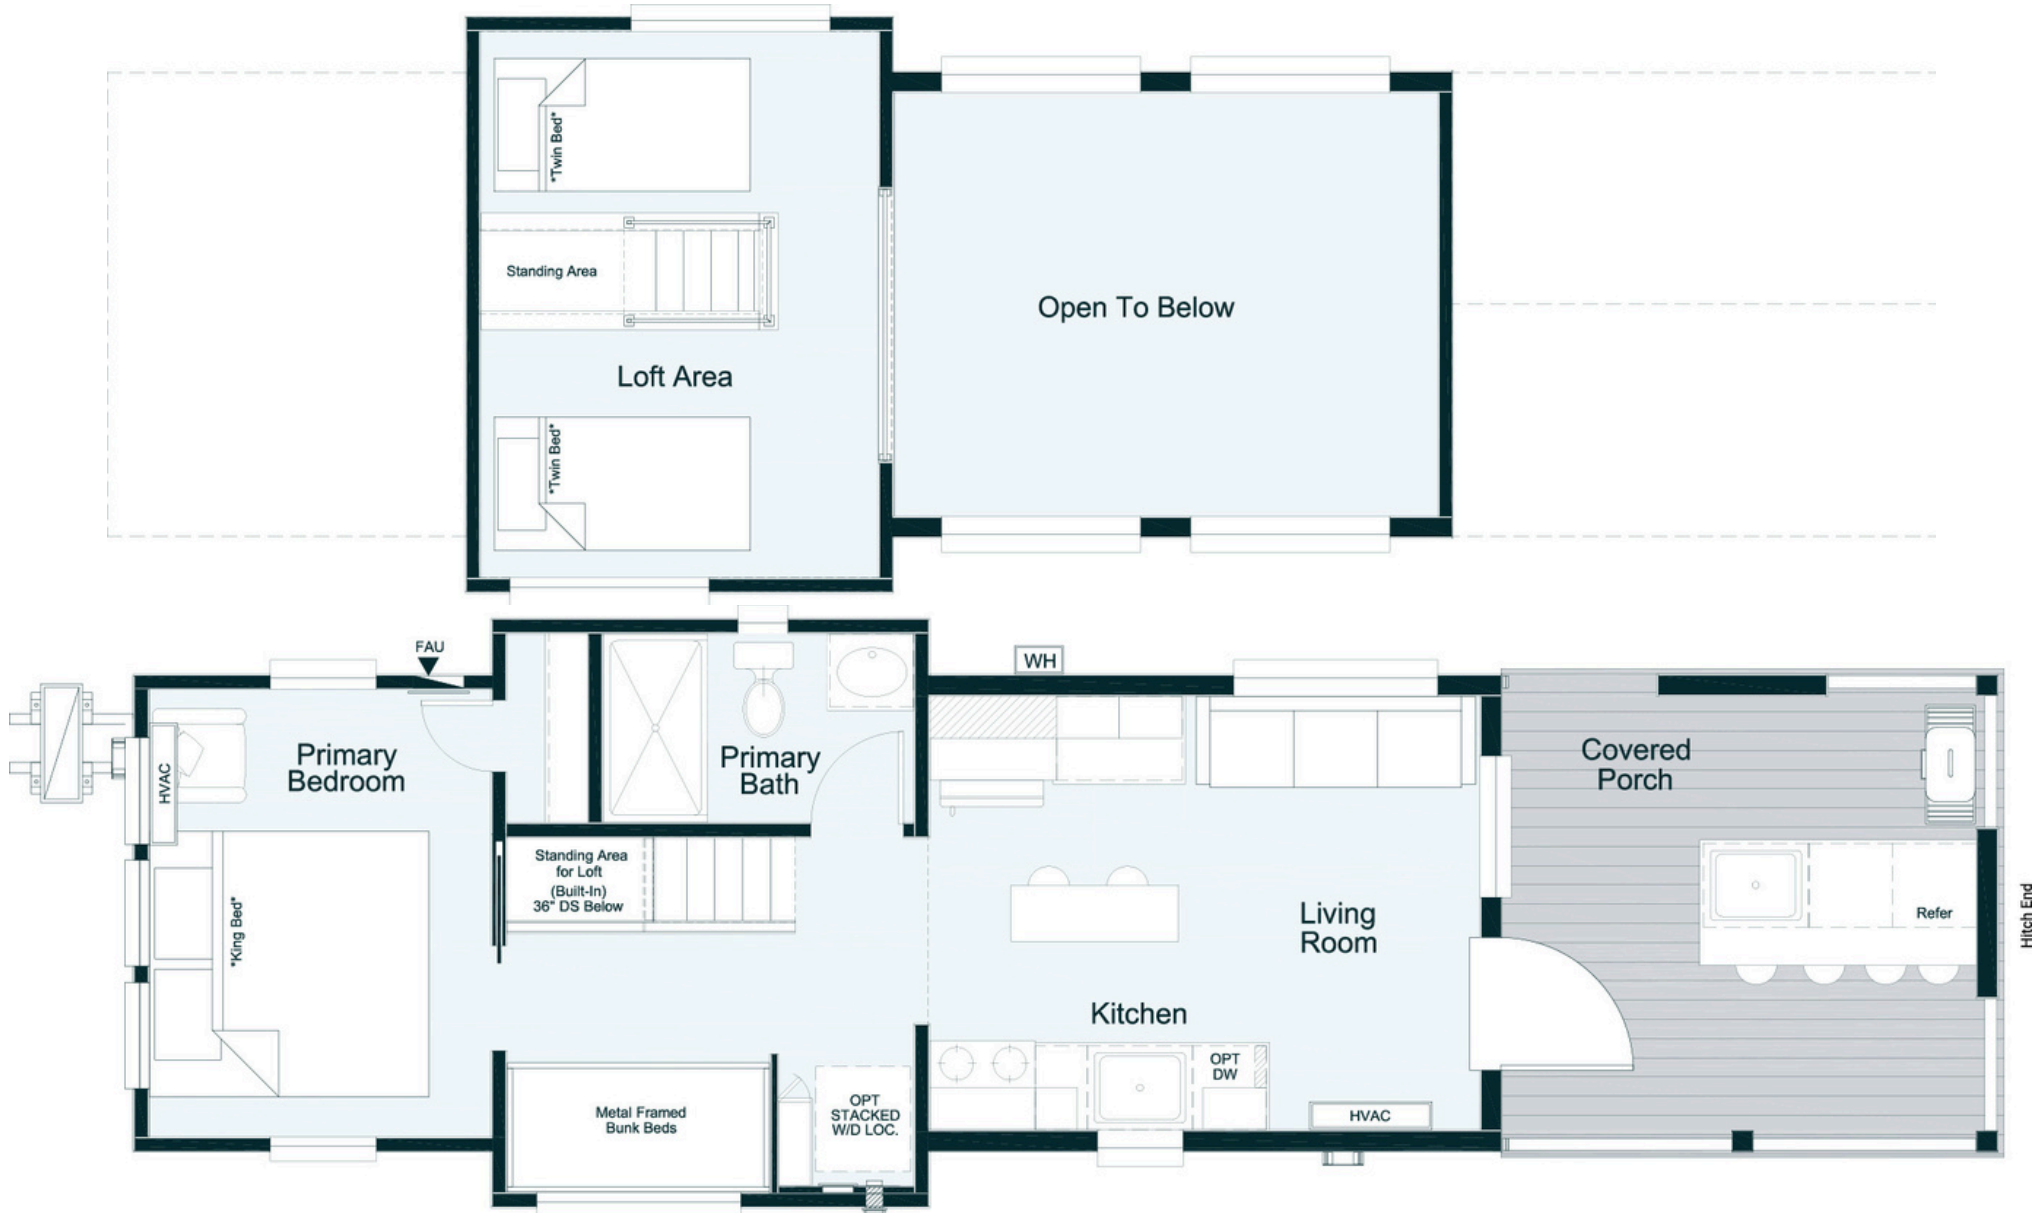 *Twin Bed*
Standing Area
Open To Below
Loft Area
*Twin Bed*
FAU
WH
HVAC
Primary
Bedroom
Primary
Bath
Covered
Porch
Standing Area
for Loft
(Built-In)
36" DS Below
*King Bed*
Living
Room
Refer
Hitch End
Kitchen
OPT
DW
Metal Framed
Bunk Beds
OPT
STACKED
W/D LOC.
HVAC